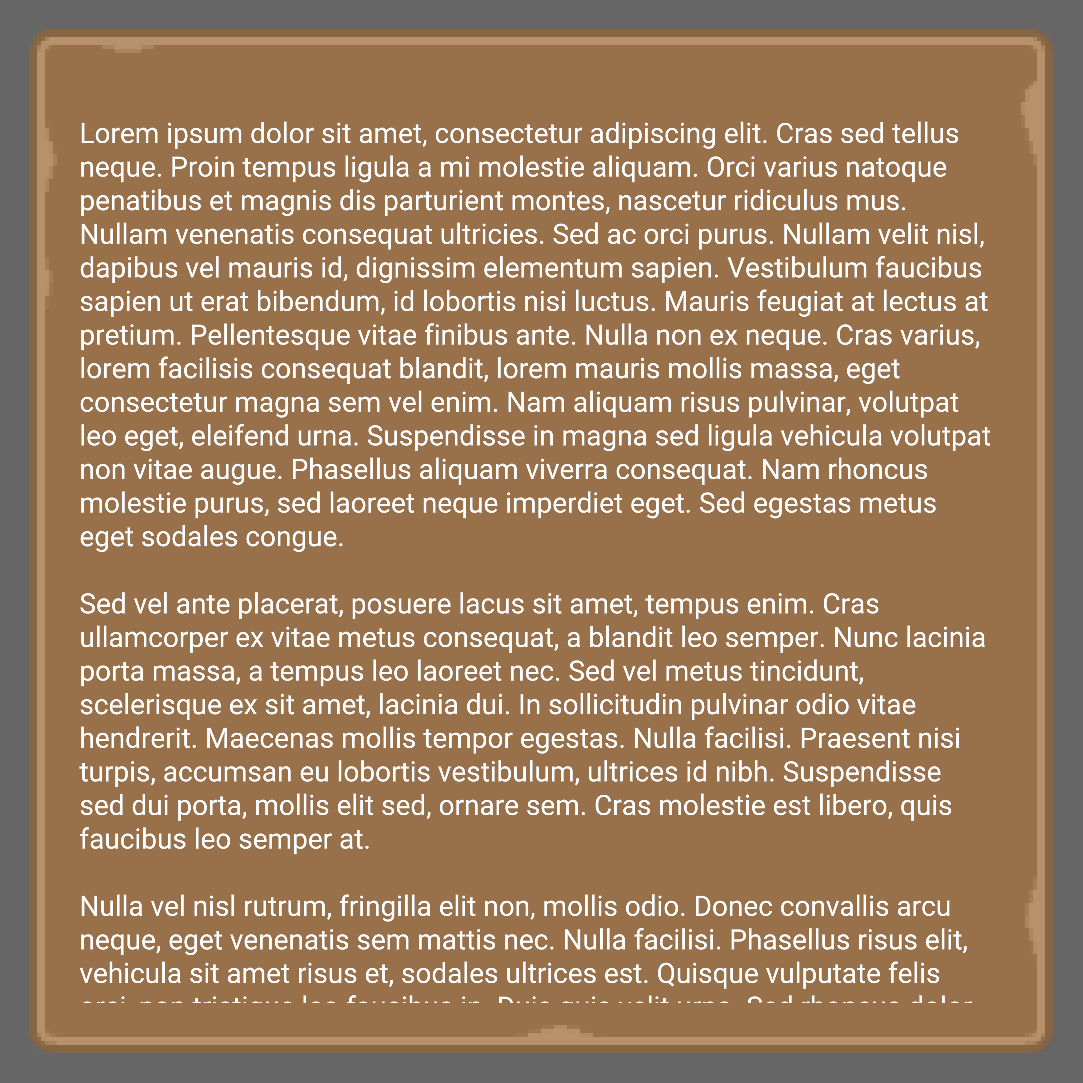 Lorem ipsum dolor sit amet, consectetur adipiscing elit. Cras sed tellus
neque. Proin tempus ligula a mi molestie aliquam. Orci varius natoque
penatibus et magnis dis parturient montes, nascetur ridiculus mus.
Nullam venenatis consequat ultricies. Sed ac orci purus. Nullam velit nisl,
dapibus vel mauris id, dignissim elementum sapien. Vestibulum faucibus
sapien ut erat bibendum, id lobortis nisi luctus. Mauris feugiat at lectus at
pretium. Pellentesque vitae finibus ante. Nulla non ex neque. Cras varius,
lorem facilisis consequat blandit, lorem mauris mollis massa, eget
consectetur magna sem vel enim. Nam aliquam risus pulvinar, volutpat
leo eget, eleifend urna. Suspendisse in magna sed ligula vehicula volutpat
non vitae augue. Phasellus aliquam viverra consequat. Nam rhoncus
molestie purus, sed laoreet neque imperdiet eget. Sed egestas metus
eget sodales congue.
Sed vel ante placerat, posuere lacus sit amet, tempus enim. Cras
ullamcorper ex vitae metus consequat, a blandit leo semper. Nunc lacinia
porta massa, a tempus leo laoreet nec. Sed vel metus tincidunt,
scelerisque ex sit amet, lacinia dui. In sollicitudin pulvinar odio vitae
hendrerit. Maecenas mollis tempor egestas. Nulla facilisi. Praesent nisi
turpis, accumsan eu lobortis vestibulum, ultrices id nibh. Suspendisse
sed dui porta, mollis elit sed, ornare sem. Cras molestie est libero, quis
faucibus leo semper at.
Nulla vel nisl rutrum, fringilla elit non, mollis odio. Donec convallis arcu
neque, eget venenatis sem mattis nec. Nulla facilisi. Phasellus risus elit,
vehicula sit amet risus et, sodales ultrices est. Quisque vulputate felis